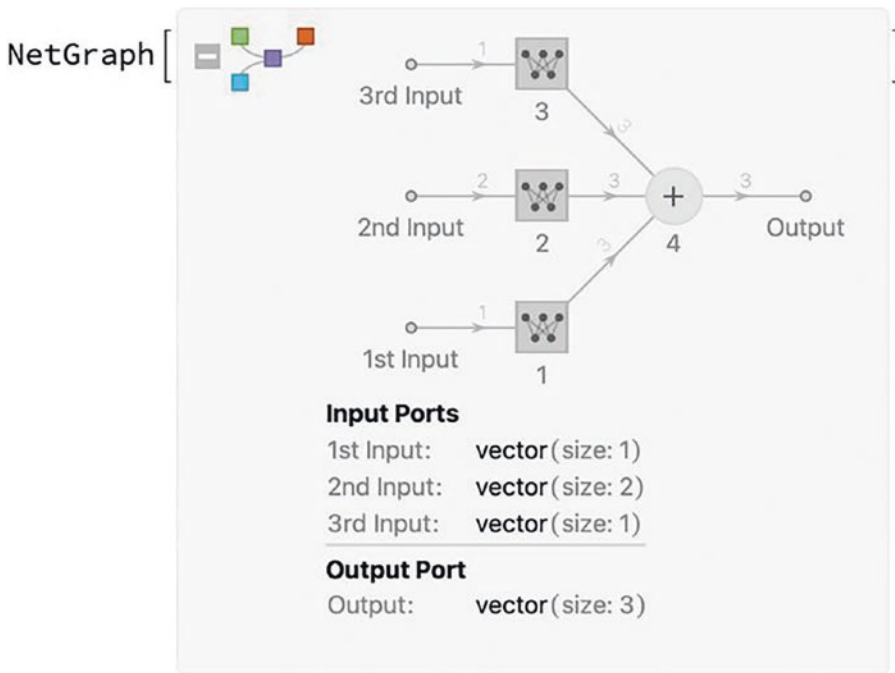 NetGraph[ ]
1
3rd Input
3
3
2
2nd Input
2
3
+
4
3
Output
1
1st Input
1
3
Input Ports
1st Input: vector(size: 1)
2nd Input: vector(size: 2)
3rd Input: vector(size: 1)
Output Port
Output: vector(size: 3)